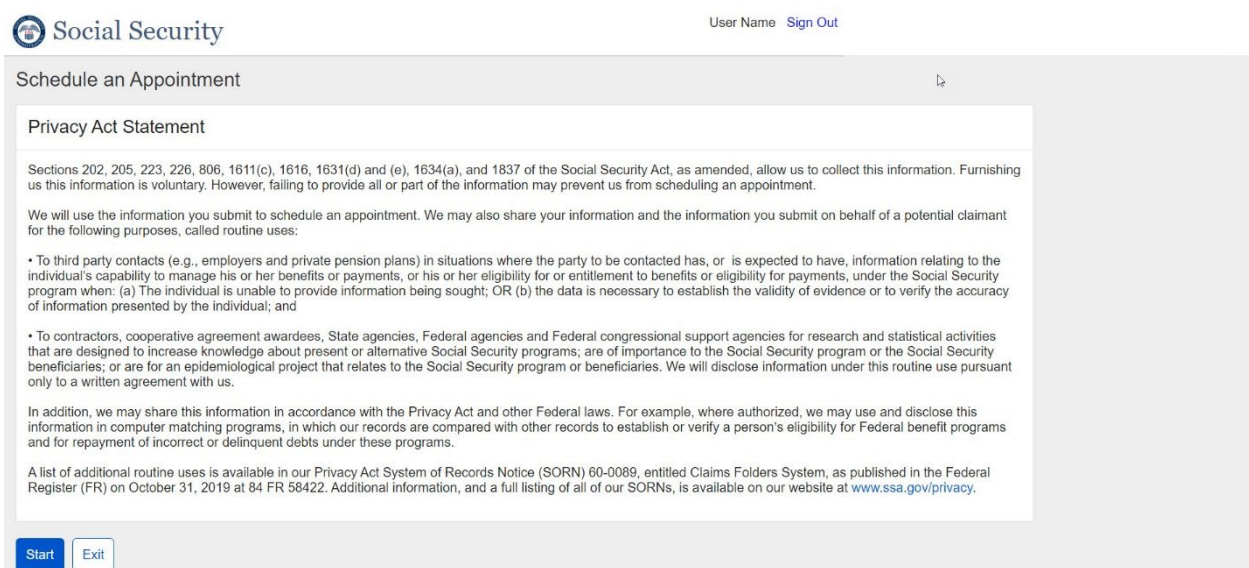 Social Security
User Name Sign Out
Schedule an Appointment
Privacy Act Statement
Sections 202, 205, 223, 226, 806, 1611(c), 1616, 1631(d) and (e), 1634(a), and 1837 of the Social Security Act, as amended, allow us to collect this information. Furnishing
us this information is voluntary. However, failing to provide all or part of the information may prevent us from scheduling an appointment.
We will use the information you submit to schedule an appointment. We may also share your information and the information you submit on behalf of a potential claimant
for the following purposes, called routine uses:
• To third party contacts (e.g., employers and private pension plans) in situations where the party to be contacted has, or is expected to have, information relating to the
individual's capability to manage his or her benefits or payments, or his or her eligibility for or entitlement to benefits or eligibility for payments, under the Social Security
program when: (a) The individual is unable to provide information being sought; OR (b) the data is necessary to establish the validity of evidence or to verify the accuracy
of information presented by the individual; and
• To contractors, cooperative agreement awardees, State agencies, Federal agencies and Federal congressional support agencies for research and statistical activities
that are designed to increase knowledge about present or alternative Social Security programs; are of importance to the Social Security program or the Social Security
beneficiaries; or are for an epidemiological project that relates to the Social Security program or beneficiaries. We will disclose information under this routine use pursuant
only to a written agreement with us.
In addition, we may share this information in accordance with the Privacy Act and other Federal laws. For example, where authorized, we may use and disclose this
information in computer matching programs, in which our records are compared with other records to establish or verify a person's eligibility for Federal benefit programs
and for repayment of incorrect or delinquent debts under these programs.
A list of additional routine uses is available in our Privacy Act System of Records Notice (SORN) 60-0089, entitled Claims Folders System, as published in the Federal
Register (FR) on October 31, 2019 at 84 FR 58422. Additional information, and a full listing of all of our SORNs, is available on our website at www.ssa.gov/privacy.
Start Exit